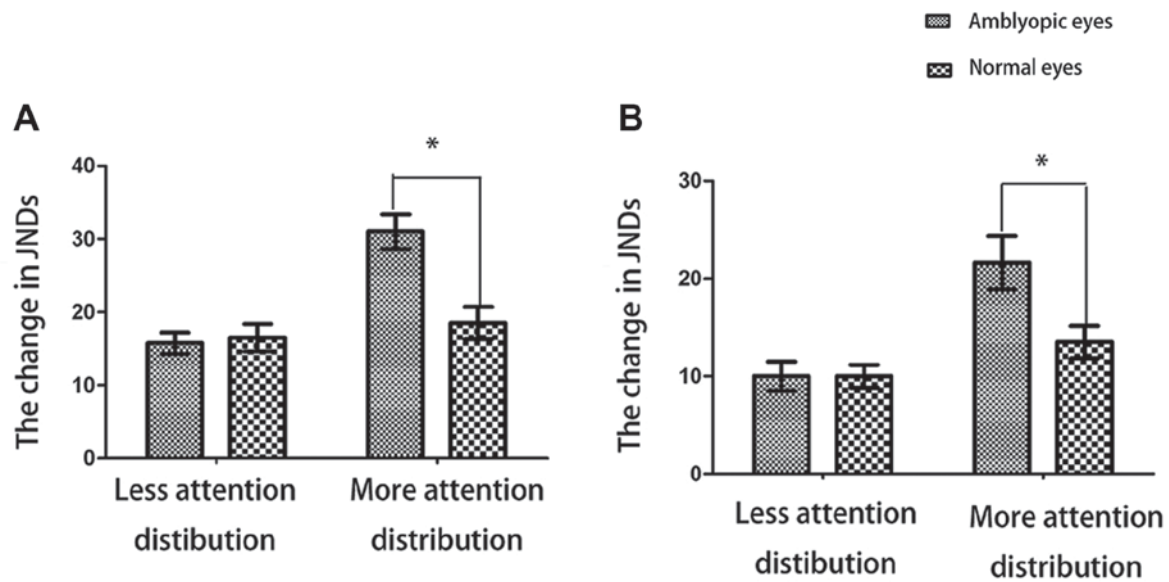 Amblyopic eyes
Normal eyes
A
*
The change in JNDs
40
30
20
10
0
Less attention
distibution
More attention
distribution
B
*
The change in JNDs
30
20
10
0
Less attention
distibution
More attention
distribution